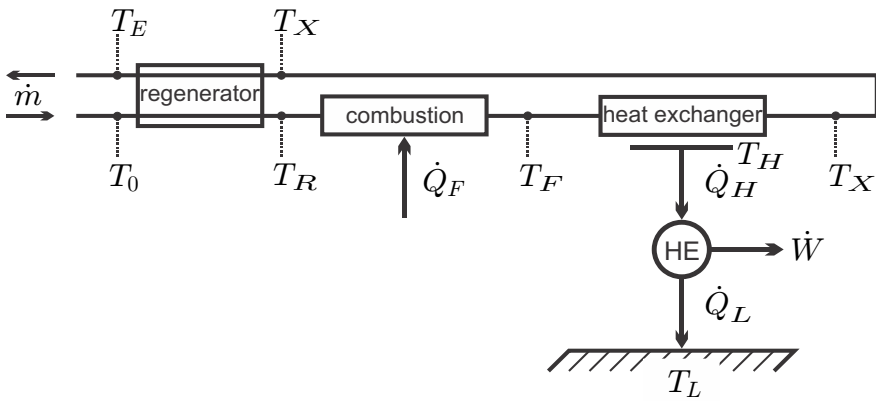 T_E T_X
ṁ regenerator combustion heat exchanger
T_0 T_R Q̇_F T_F T_H T_X
Q̇_H
HE Ẇ
Q̇_L
T_L